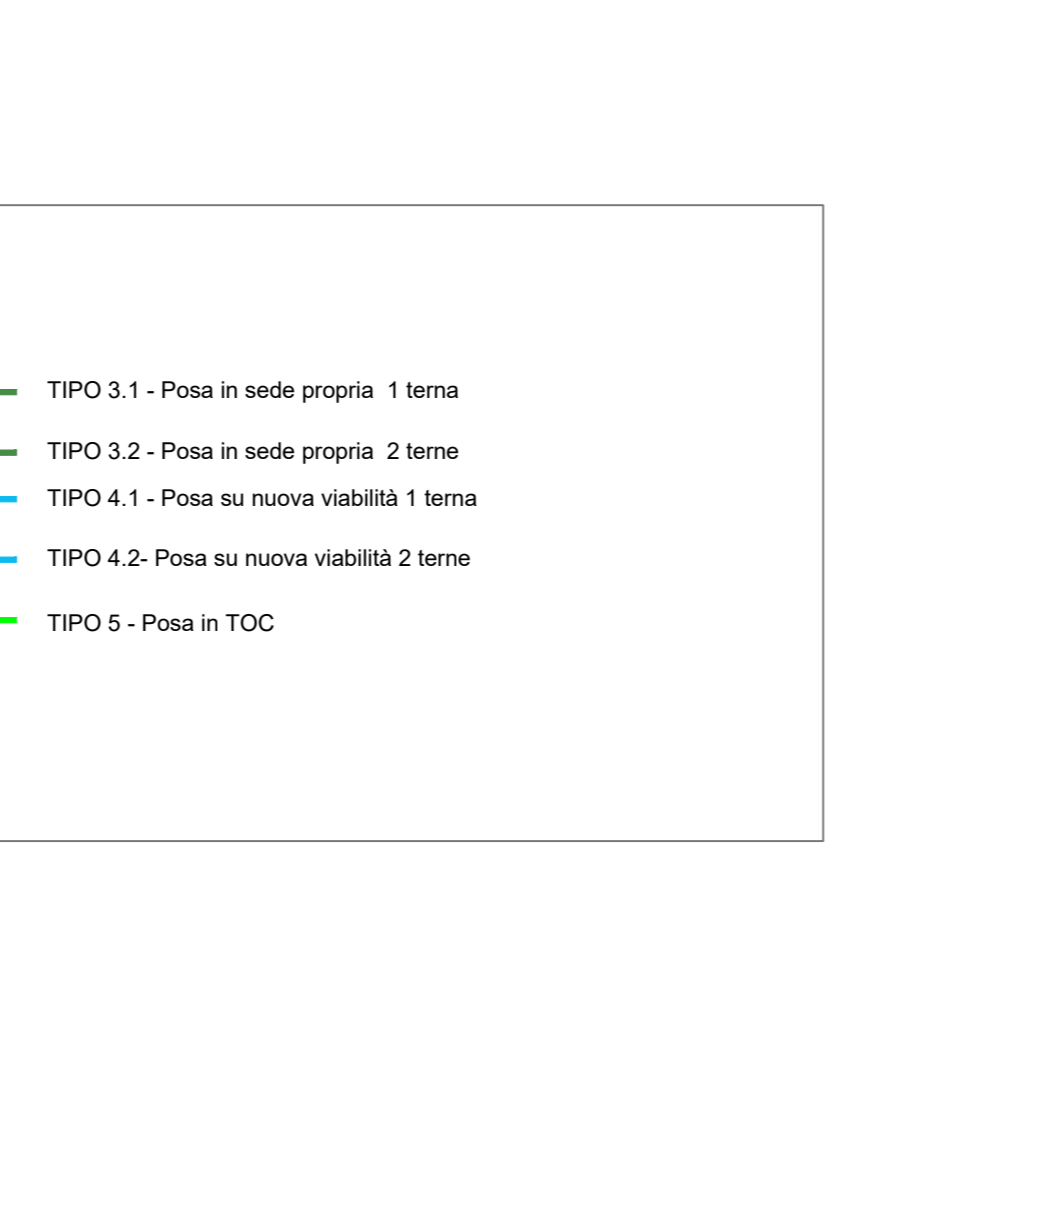 TIPO 3.1 - Posa in sede propria  1 terna
TIPO 3.2 - Posa in sede propria  2 terne
TIPO 4.1 - Posa su nuova viabilità 1 terna
TIPO 4.2- Posa su nuova viabilità 2 terne
TIPO 5 - Posa in TOC